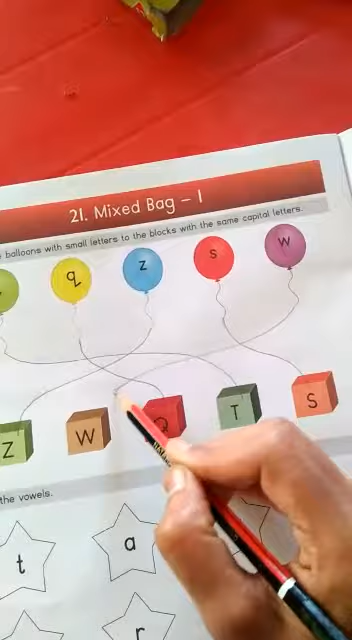 21. Mixed Bag - 1
balloons with small letters to the blocks with the same capital letters.
q z s w
Z W Q T S
the vowels.
t a
r